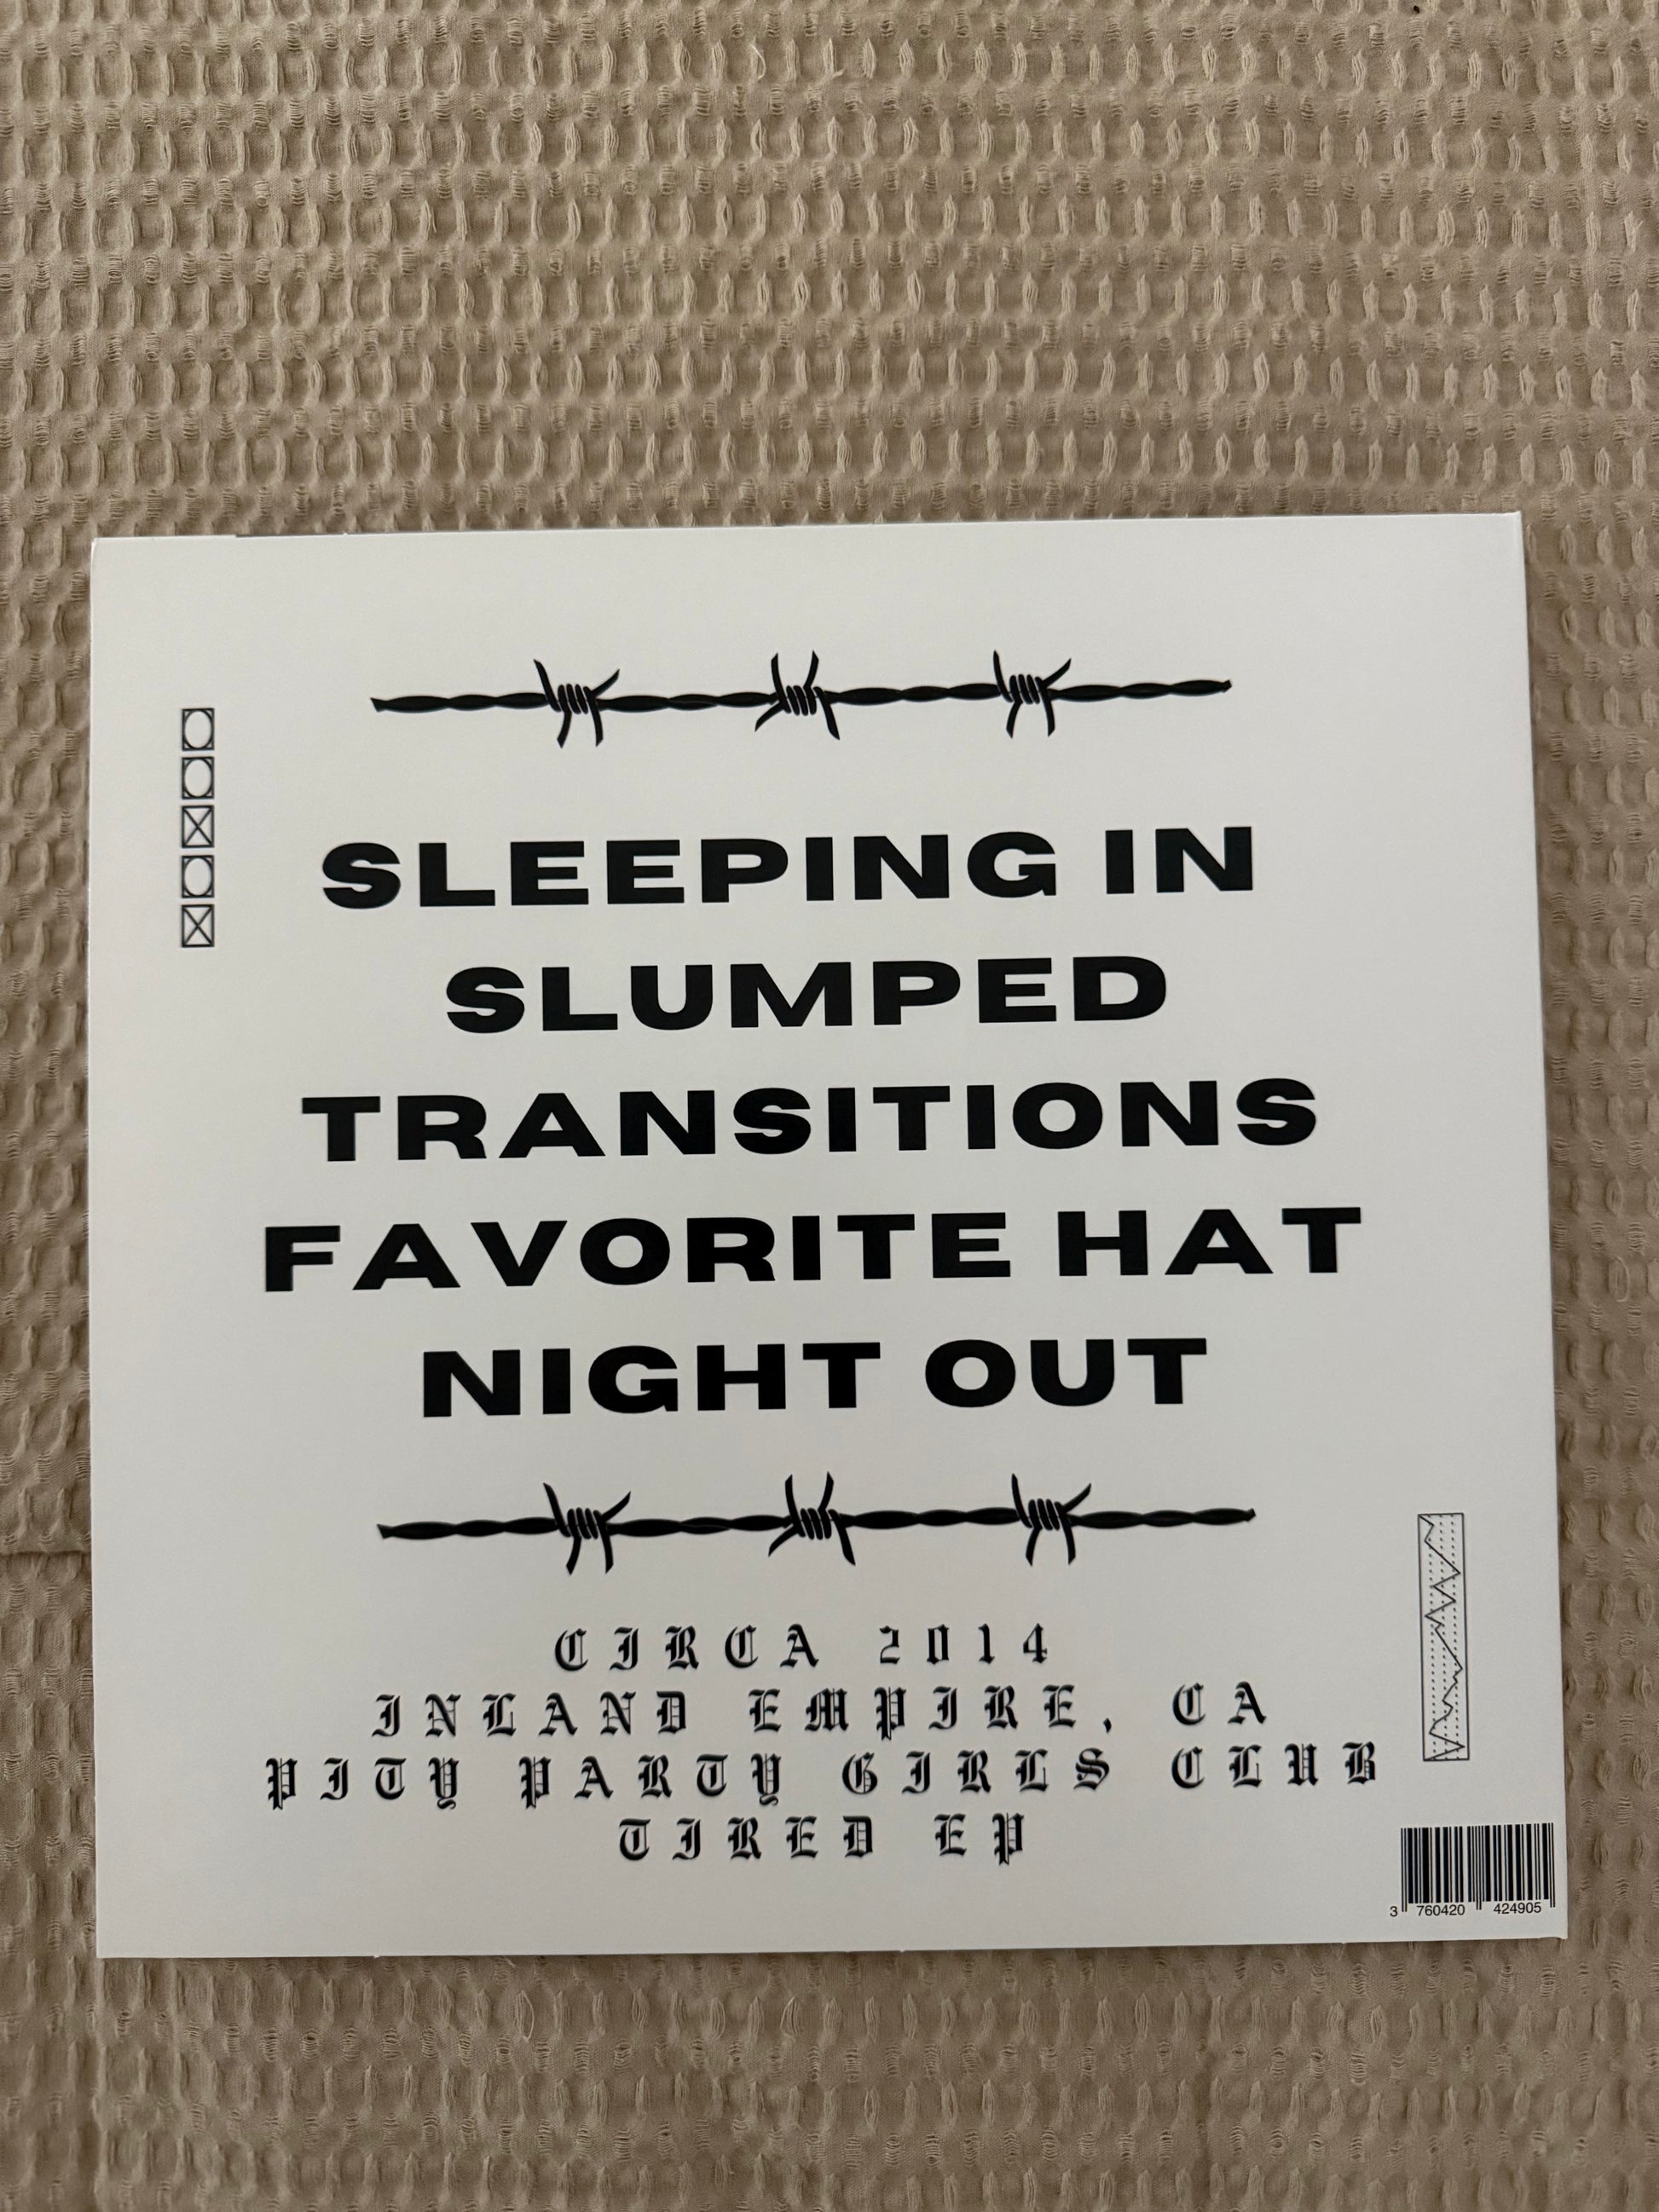 SLEEPING IN
SLUMPED
TRANSITIONS
FAVORITE HAT
NIGHT OUT
CIRCA 2014
INLAND EMPIRE, CA
PITY PARTY GIRLS CLUB
TIRED EP
3 760420 424905